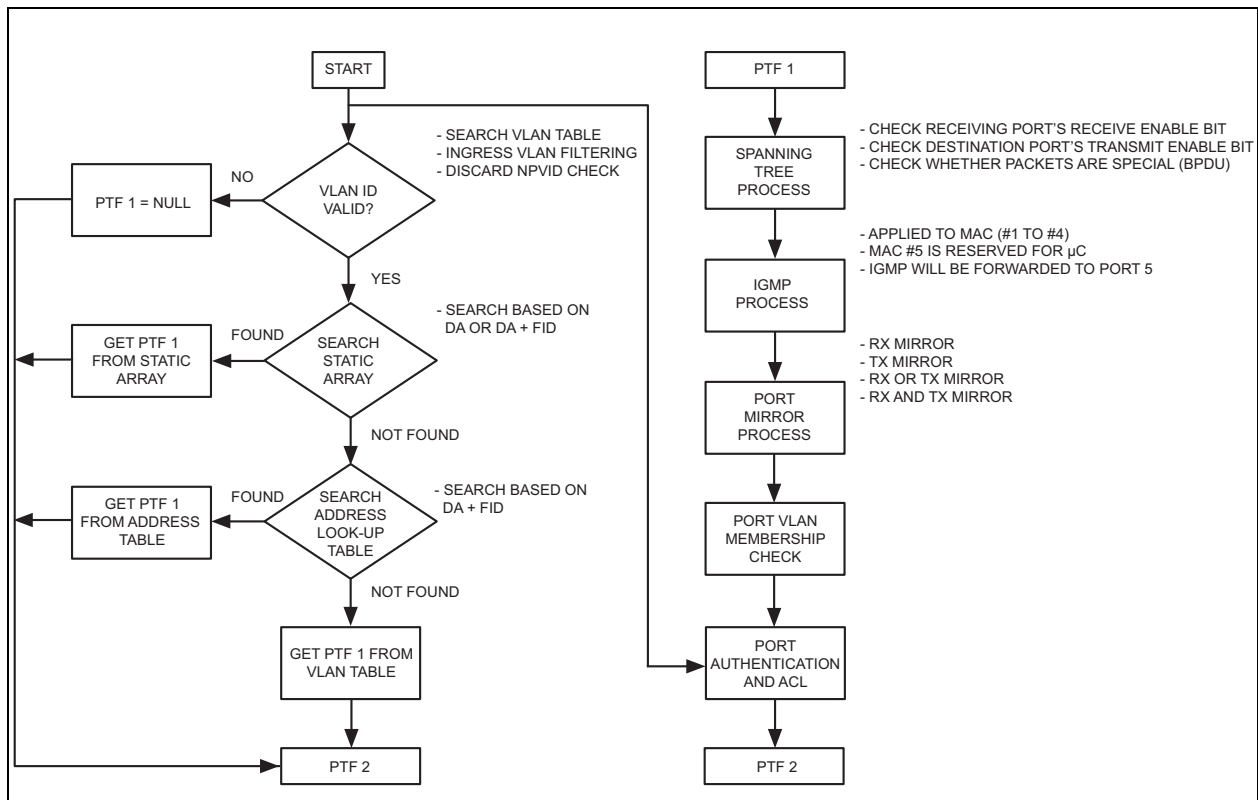 START
- SEARCH VLAN TABLE
- INGRESS VLAN FILTERING
- DISCARD NPVID CHECK
VLAN ID
VALID?
NO
PTF 1 = NULL
YES
- SEARCH BASED ON
DA OR DA + FID
SEARCH
STATIC
ARRAY
FOUND
GET PTF 1
FROM STATIC
ARRAY
NOT FOUND
- SEARCH BASED ON
DA + FID
SEARCH
ADDRESS
LOOK-UP
TABLE
FOUND
GET PTF 1
FROM ADDRESS
TABLE
NOT FOUND
GET PTF 1 FROM
VLAN TABLE
PTF 2
PTF 1
SPANNING
TREE
PROCESS
- CHECK RECEIVING PORT'S RECEIVE ENABLE BIT
- CHECK DESTINATION PORT'S TRANSMIT ENABLE BIT
- CHECK WHETHER PACKETS ARE SPECIAL (BPDU)
IGMP
PROCESS
- APPLIED TO MAC (#1 TO #4)
- MAC #5 IS RESERVED FOR µC
- IGMP WILL BE FORWARDED TO PORT 5
PORT
MIRROR
PROCESS
- RX MIRROR
- TX MIRROR
- RX OR TX MIRROR
- RX AND TX MIRROR
PORT VLAN
MEMBERSHIP
CHECK
PORT
AUTHENTICATION
AND ACL
PTF 2